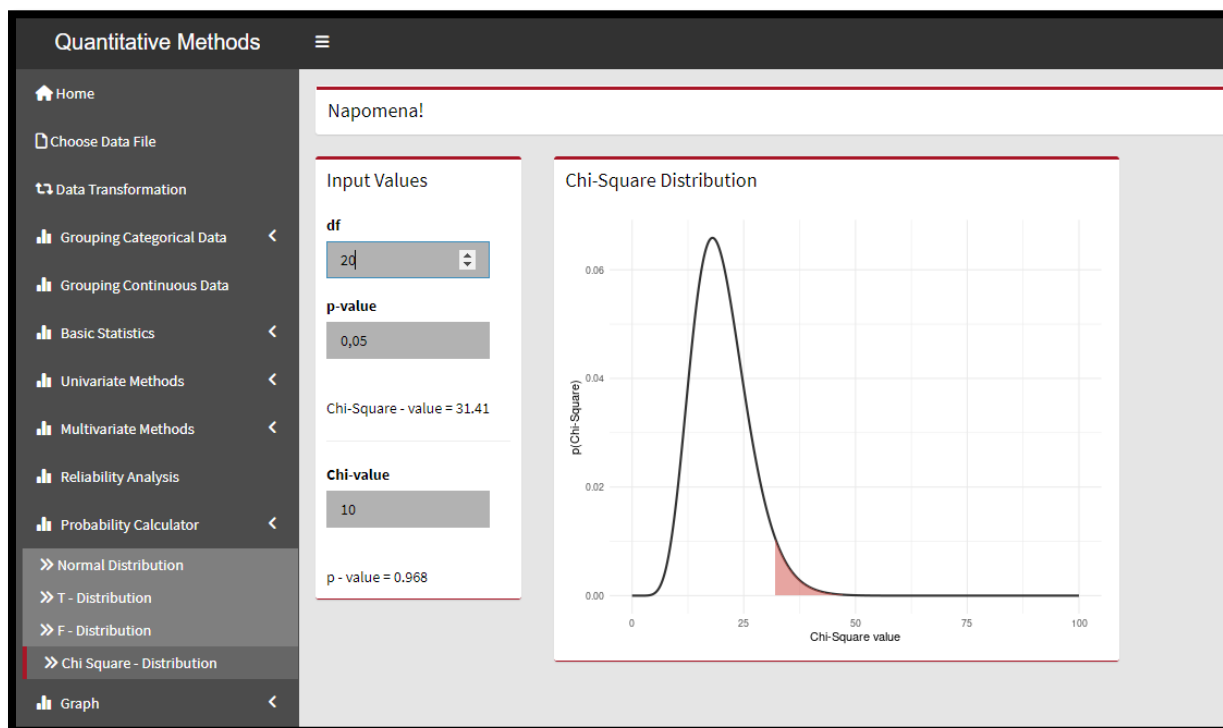 Quantitative Methods
Home
Choose Data File
Data Transformation
Grouping Categorical Data
Grouping Continuous Data
Basic Statistics
Univariate Methods
Multivariate Methods
Reliability Analysis
Probability Calculator
Normal Distribution
T - Distribution
F - Distribution
Chi Square - Distribution
Graph
Napomena!
Input Values
df
20
p-value
0,05
Chi-Square - value = 31.41
Chi-value
10
p - value = 0.968
Chi-Square Distribution
p(Chi-Square)
0.06
0.04
0.02
0.00
0 25 50 75 100
Chi-Square value